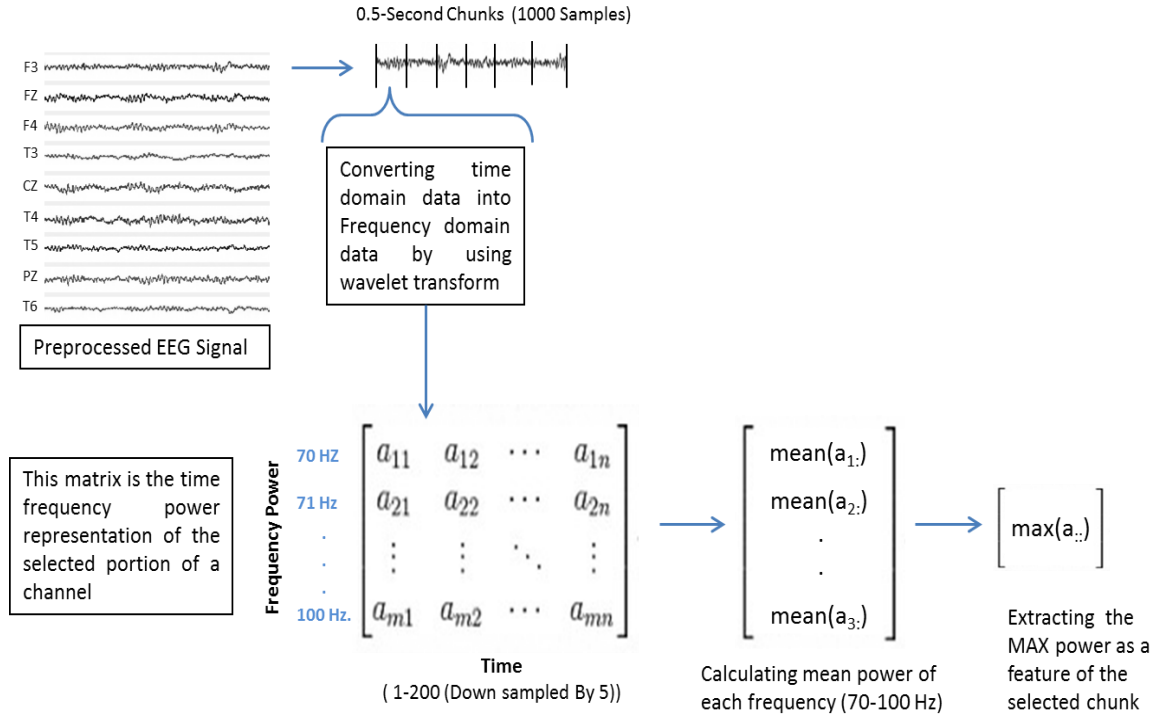 0.5-Second Chunks (1000 Samples)
F3
FZ
F4
T3
CZ
T4
T5
PZ
T6
Preprocessed EEG Signal
Converting time
domain data into
Frequency domain
data by using
wavelet transform
This matrix is the time
frequency power
representation of the
selected portion of a
channel
Frequency Power
70 HZ
71 Hz
.
.
.
100 Hz.
a11 a12 ⋯ a1n
a21 a22 ⋯ a2n
⋮ ⋮ ⋱ ⋮
am1 am2 ⋯ amn
Time
( 1-200 (Down sampled By 5))
mean(a1:)
mean(a2:)
.
.
mean(a3:)
Calculating mean power of
each frequency (70-100 Hz)
max(a::)
Extracting the
MAX power as a
feature of the
selected chunk